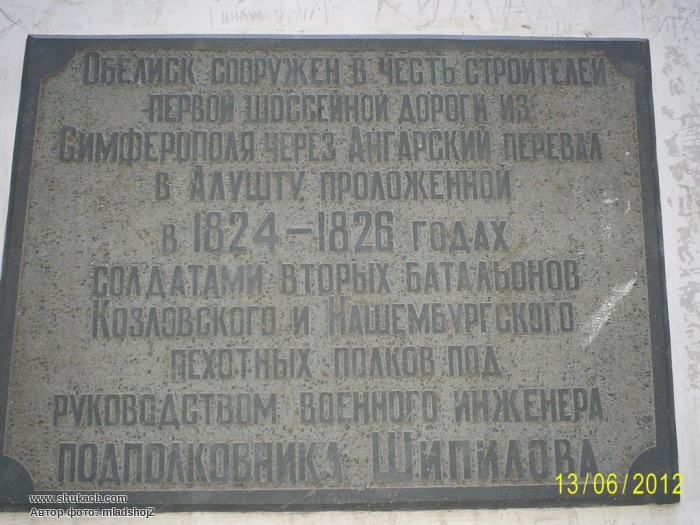 Обелиск сооружен в честь строителей
первой шоссейной дороги из
Симферополя через Ангарский перевал
в Алушту, проложенной
в 1824–1826 годах
солдатами вторых батальонов
Козловского и Нашембургского
пехотных полков под
руководством военного инженера
подполковника Шипилова
13/06/2012
www.shukach.com
Автор фото: mladshoj2